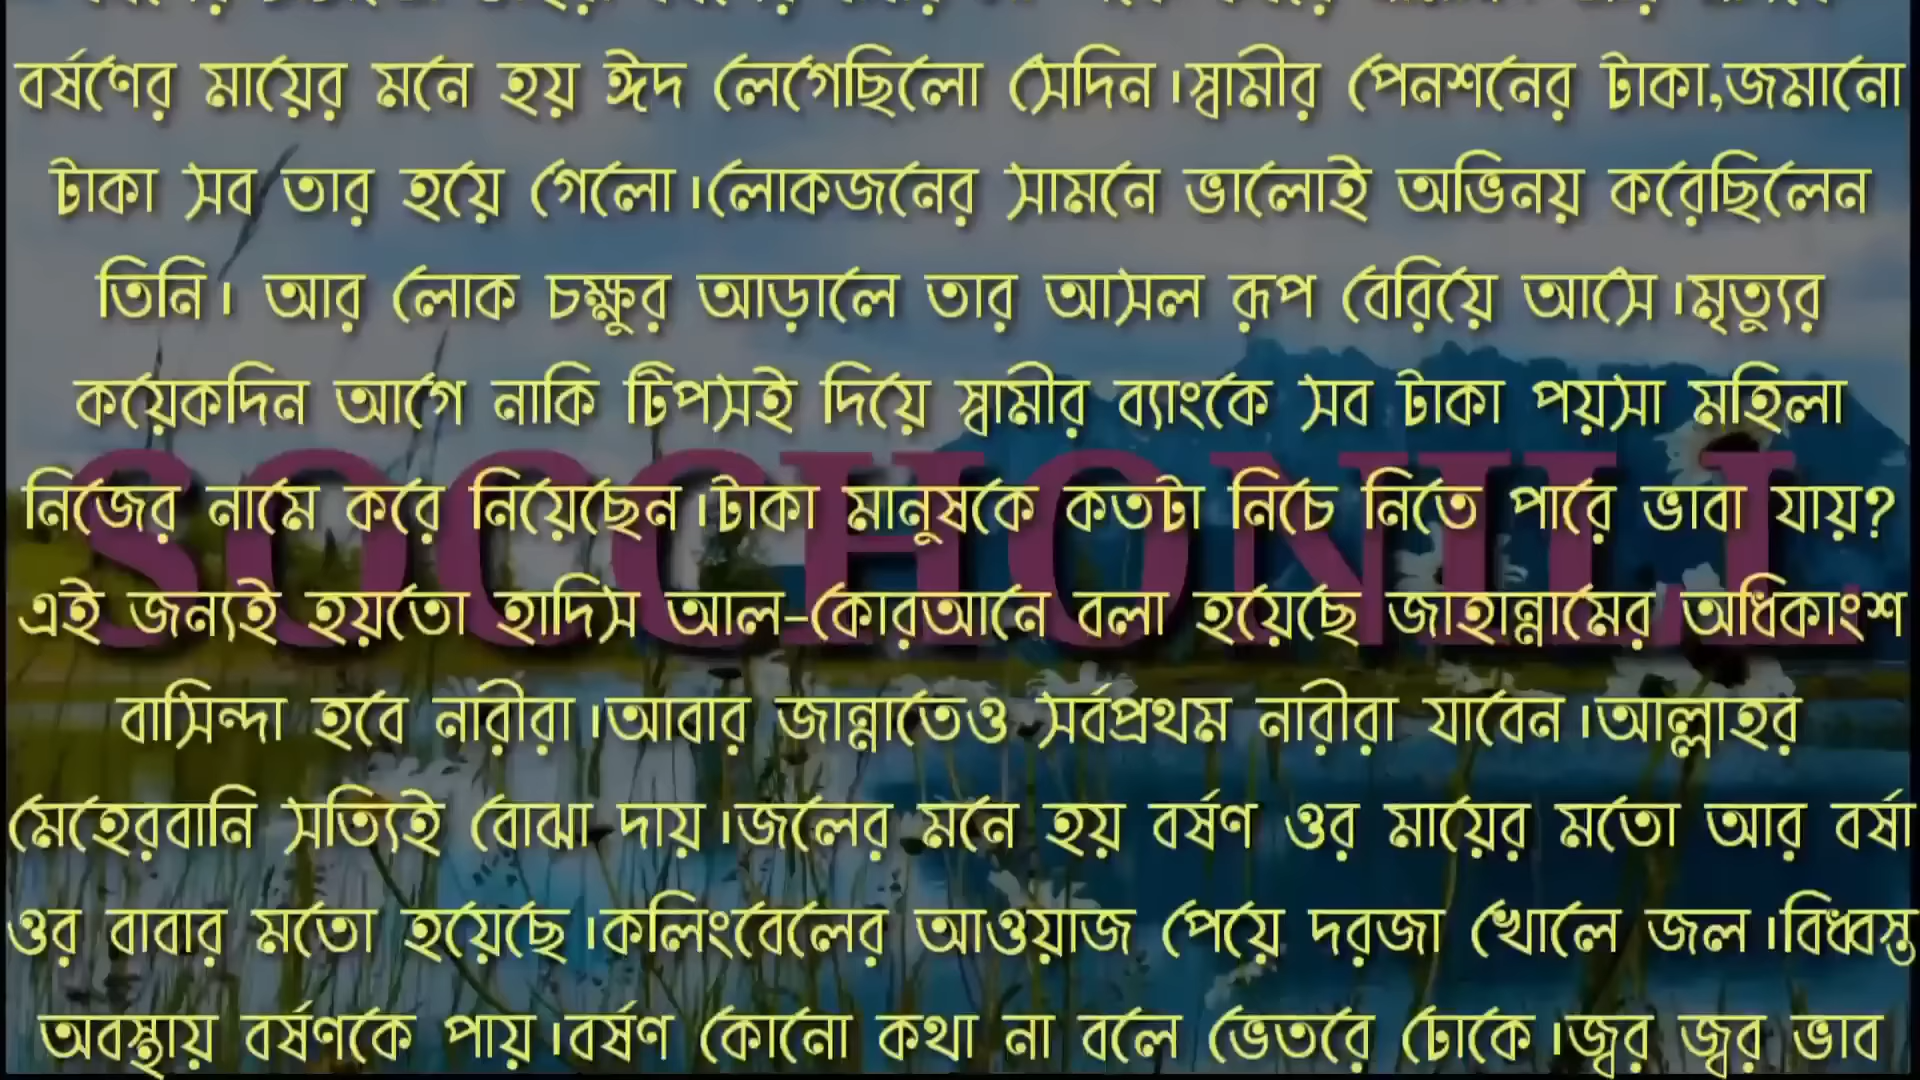 বর্ষণের মায়ের মনে হয় ঈদ লেগেছিলো সেদিন।স্বামীর পেনশনের টাকা,জমানো
টাকা সব তার হয়ে গেলো।লোকজনের সামনে ভালোই অভিনয় করেছিলেন
তিনি। আর লোক চক্ষুর আড়ালে তার আসল রূপ বেরিয়ে আসে।মৃত্যুর
কয়েকদিন আগে নাকি টিপসই দিয়ে স্বামীর ব্যাংকে সব টাকা পয়সা মহিলা
নিজের নামে করে নিয়েছেন।টাকা মানুষকে কতটা নিচে নিতে পারে ভাবা যায়?
SOCCHONILL
এই জন্যই হয়তো হাদিস আল-কোরআনে বলা হয়েছে জাহান্নামের অধিকাংশ
বাসিন্দা হবে নারীরা।আবার জান্নাতেও সর্বপ্রথম নারীরা যাবেন।আল্লাহর
মেহেরবানি সত্যিই বোঝা দায়।জলের মনে হয় বর্ষণ ওর মায়ের মতো আর বর্ষা
ওর বাবার মতো হয়েছে।কলিংবেলের আওয়াজ পেয়ে দরজা খোলে জল।বিধ্বস্ত
অবস্থায় বর্ষণকে পায়।বর্ষণ কোনো কথা না বলে ভেতরে ঢোকে।জ্বর জ্বর ভাব